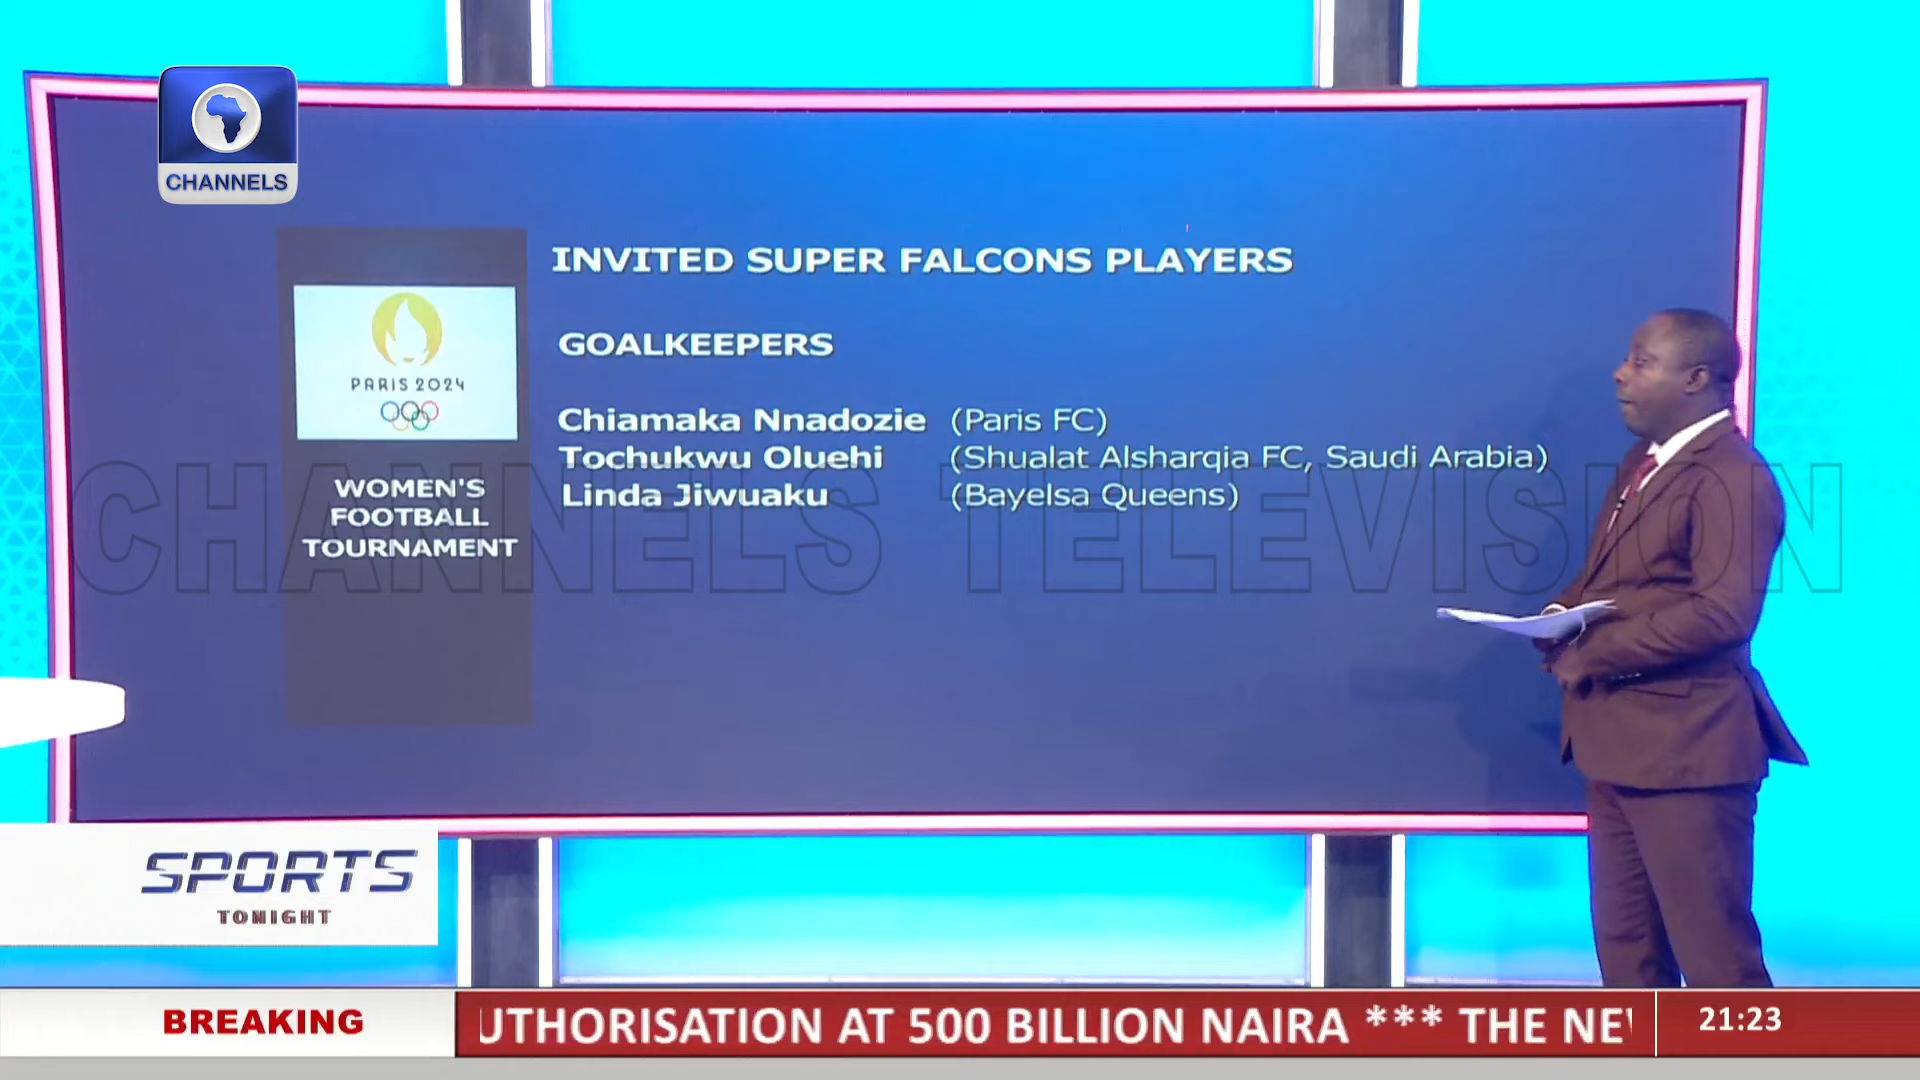 CHANNELS
INVITED SUPER FALCONS PLAYERS
GOALKEEPERS
PARIS 2024
Chiamaka Nnadozie (Paris FC)
Tochukwu Oluehi (Shualat Alsharqia FC, Saudi Arabia)
Linda Jiwuaku (Bayelsa Queens)
WOMEN'S
FOOTBALL
TOURNAMENT
CHANNELS TELEVISION
SPORTS
TONIGHT
BREAKING
UTHORISATION AT 500 BILLION NAIRA *** THE NE
21:23